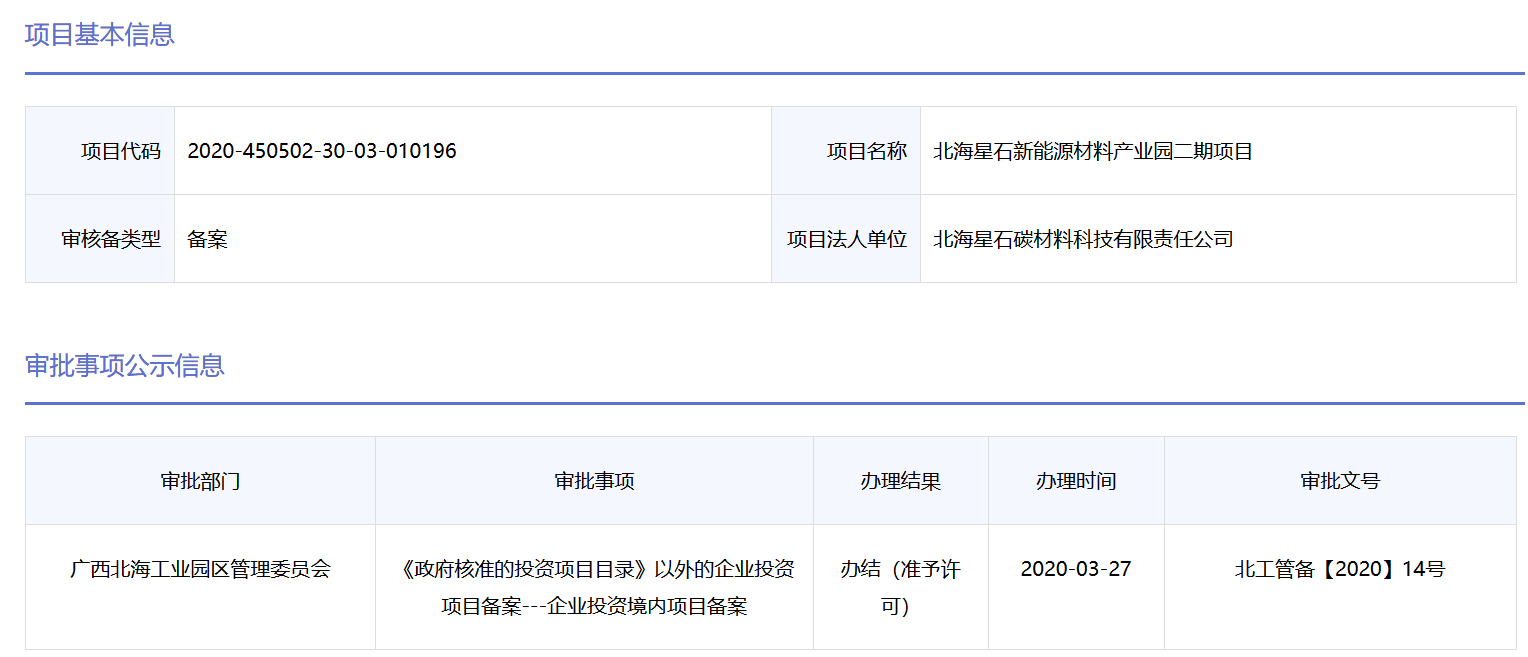 项目基本信息
项目代码 2020-450502-30-03-010196 项目名称 北海星石新能源材料产业园二期项目
审核备类型 备案 项目法人单位 北海星石碳材料科技有限责任公司
审批事项公示信息
审批部门 审批事项 办理结果 办理时间 审批文号
广西北海工业园区管理委员会 《政府核准的投资项目目录》以外的企业投资 办结（准予许 2020-03-27 北工管备【2020】14号
项目备案---企业投资境内项目备案 可）